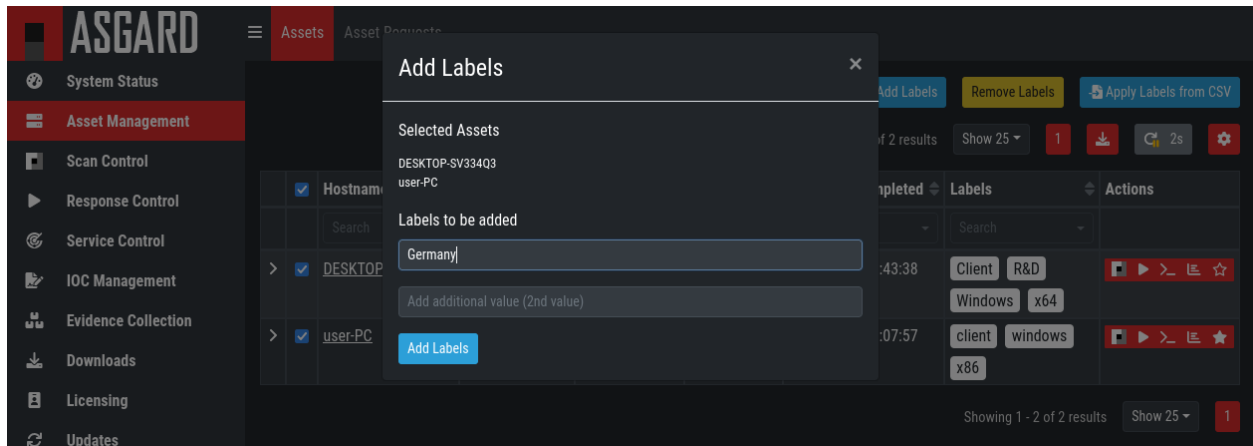 ASGARD
Assets
Asset Requests
System Status
Asset Management
Scan Control
Response Control
Service Control
IOC Management
Evidence Collection
Downloads
Licensing
Updates
Add Labels
×
Selected Assets
DESKTOP-SV334Q3
user-PC
Labels to be added
Germany
Add additional value (2nd value)
Add Labels
Add Labels
Remove Labels
Apply Labels from CSV
of 2 results
Show 25
1
2s
Hostnam
mpleted
Labels
Actions
Search
Search
DESKTOP
:43:38
Client
R&D
Windows
x64
user-PC
:07:57
client
windows
x86
Showing 1 - 2 of 2 results
Show 25
1